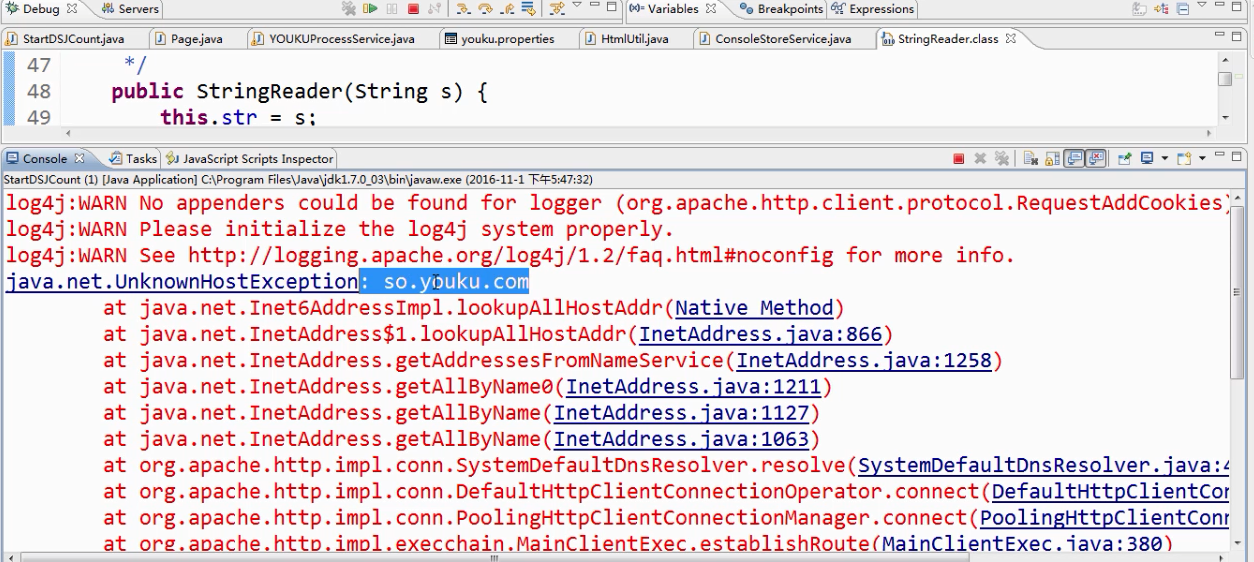 Debug Servers (x)= Variables Breakpoints Expressions
StartDSJCount.java Page.java YOUKUProcessService.java youku.properties HtmlUtil.java ConsoleStoreService.java StringReader.class
47 */
48 public StringReader(String s) {
49 this.str = s;
Console Tasks JavaScript Scripts Inspector
StartDSJCount (1) [Java Application] C:\Program Files\Java\jdk1.7.0_03\bin\javaw.exe (2016-11-1 下午5:47:32)
log4j:WARN No appenders could be found for logger (org.apache.http.client.protocol.RequestAddCookies)
log4j:WARN Please initialize the log4j system properly.
log4j:WARN See http://logging.apache.org/log4j/1.2/faq.html#noconfig for more info.
java.net.UnknownHostException: so.youku.com
at java.net.Inet6AddressImpl.lookupAllHostAddr(Native Method)
at java.net.InetAddress$1.lookupAllHostAddr(InetAddress.java:866)
at java.net.InetAddress.getAddressesFromNameService(InetAddress.java:1258)
at java.net.InetAddress.getAllByName0(InetAddress.java:1211)
at java.net.InetAddress.getAllByName(InetAddress.java:1127)
at java.net.InetAddress.getAllByName(InetAddress.java:1063)
at org.apache.http.impl.conn.SystemDefaultDnsResolver.resolve(SystemDefaultDnsResolver.java:4
at org.apache.http.impl.conn.DefaultHttpClientConnectionOperator.connect(DefaultHttpClientCor
at org.apache.http.impl.conn.PoolingHttpClientConnectionManager.connect(PoolingHttpClientConn
at org.apache.http.impl.execchain.MainClientExec.establishRoute(MainClientExec.java:380)